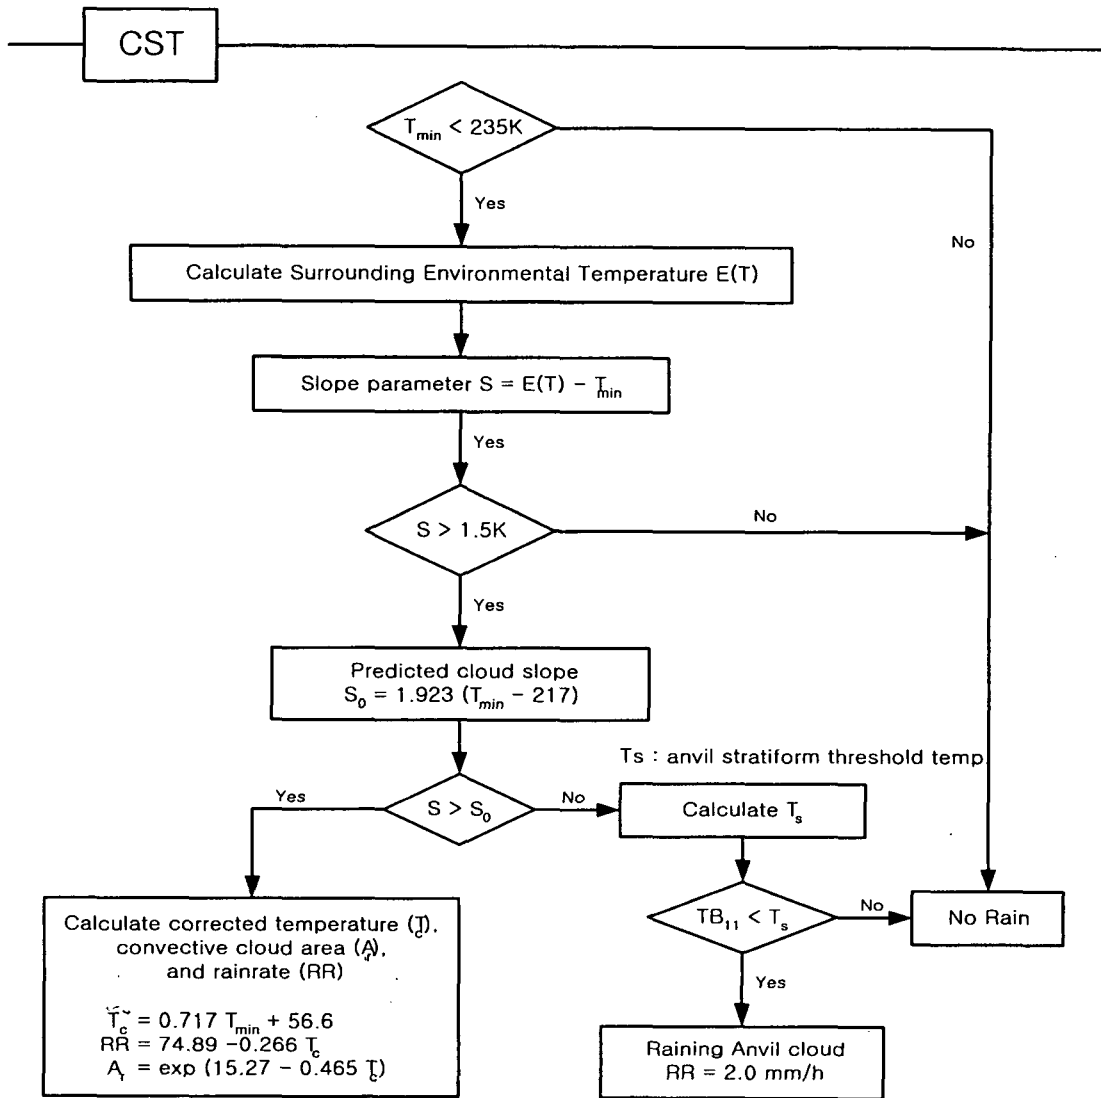 CST
T_min < 235K
Yes
No
Calculate Surrounding Environmental Temperature E(T)
Slope parameter S = E(T) - T_min
Yes
S > 1.5K
No
Yes
Predicted cloud slope
S_0 = 1.923 (T_min - 217)
Ts : anvil stratiform threshold temp
Yes
S > S_0
No
Calculate T_s
TB_11 < T_s
No
No Rain
Yes
Calculate corrected temperature (T_c),
convective cloud area (A_r),
and rainrate (RR)
T_c = 0.717 T_min + 56.6
RR = 74.89 -0.266 T_c
A_r = exp (15.27 - 0.465 T_c)
Raining Anvil cloud
RR = 2.0 mm/h